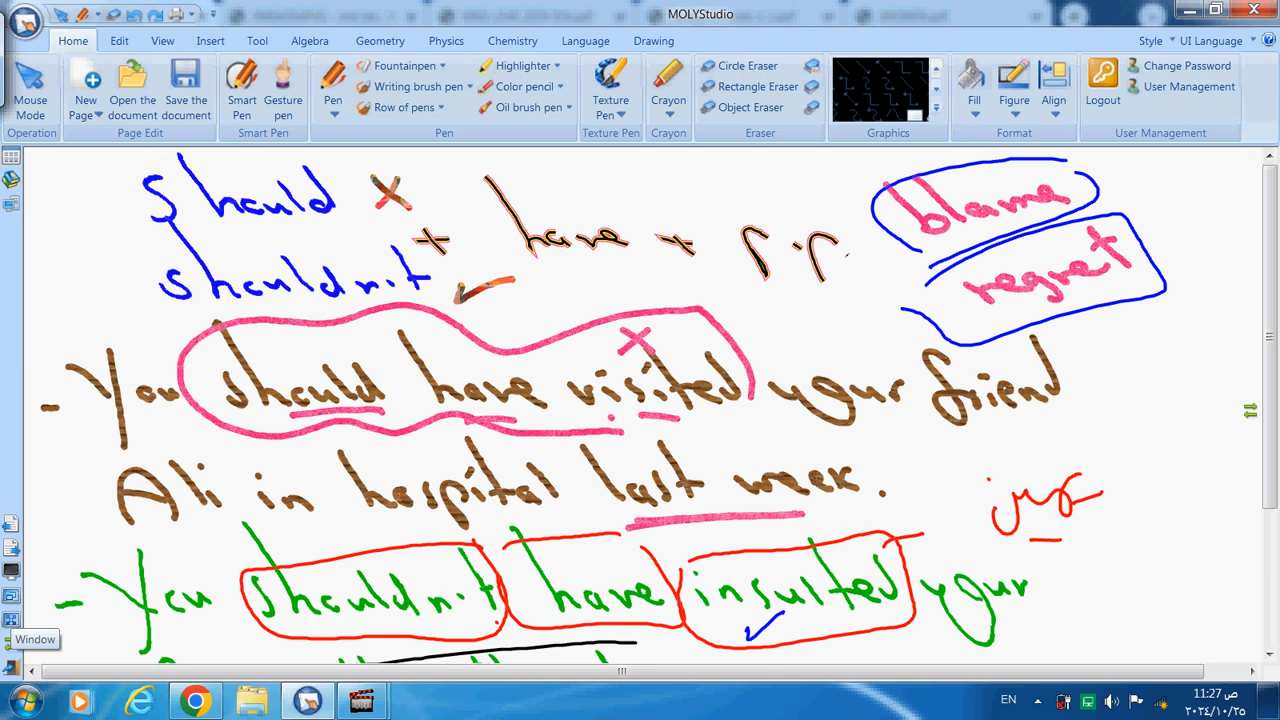 MOLYStudio
Home Edit View Insert Tool Algebra Geometry Physics Chemistry Language Drawing Style UI Language
Mouse Mode
Operation
New Page
Open the document
Save the document
Page Edit
Smart Pen
Gesture pen
Smart Pen
Pen
Fountainpen
Writing brush pen
Row of pens
Highlighter
Color pencil
Oil brush pen
Pen
Texture Pen
Texture Pen
Crayon
Crayon
Circle Eraser
Rectangle Eraser
Object Eraser
Eraser
Graphics
Fill
Figure
Align
Format
Logout
Change Password
User Management
User Management
should x
shouldn't ✓
+ have + p.p.
blame
regret
- You should have visited your friend
Ali in hospital last week.
- You shouldn't have insulted your
Window
EN
11:27 ص
٢٠٢٤/١٠/٢٥